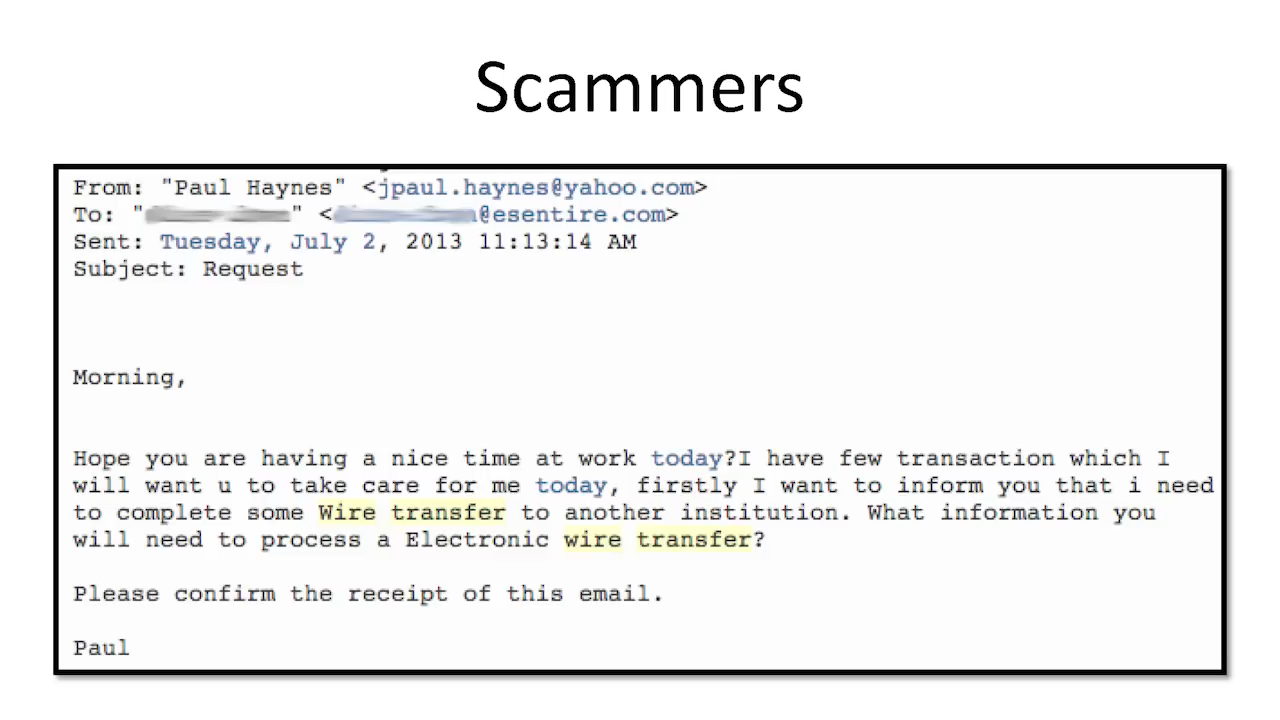 Scammers
From: "Paul Haynes" <jpaul.haynes@yahoo.com>
To: " " < @esentire.com>
Sent: Tuesday, July 2, 2013 11:13:14 AM
Subject: Request
Morning,
Hope you are having a nice time at work today?I have few transaction which I
will want u to take care for me today, firstly I want to inform you that i need
to complete some Wire transfer to another institution. What information you
will need to process a Electronic wire transfer?
Please confirm the receipt of this email.
Paul